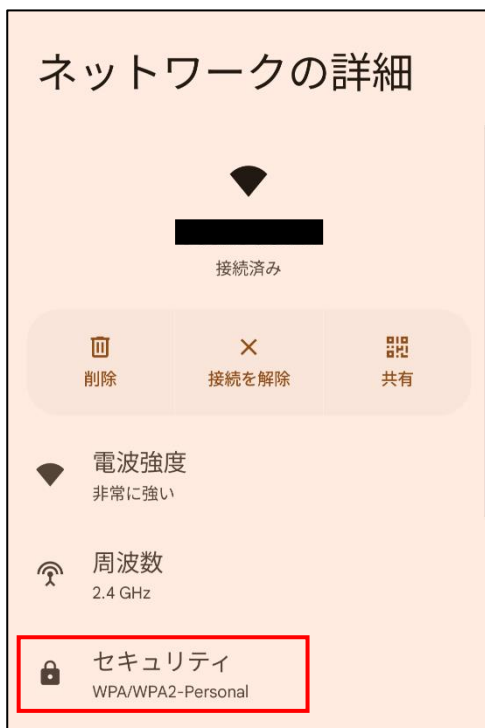 ネットワークの詳細
接続済み
削除
接続を解除
共有
電波強度
非常に強い
周波数
2.4 GHz
セキュリティ
WPA/WPA2-Personal